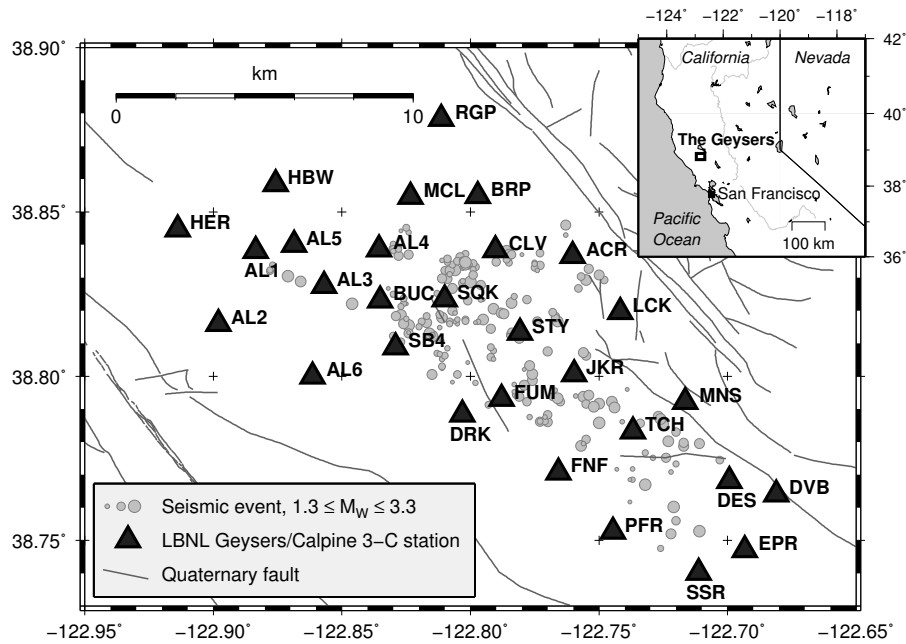 −124° −122° −120° −118°
42°
40°
38°
36°
California
Nevada
The Geysers
San Francisco
Pacific
Ocean
100 km
38.90°
38.85°
38.80°
38.75°
km
0 10
RGP
HBW
MCL
BRP
HER
AL5
AL4
CLV
ACR
AL1
AL3
BUC
SQK
LCK
AL2
STY
SB4
AL6
JKR
FUM
MNS
DRK
TCH
FNF
DES
DVB
PFR
EPR
SSR
Seismic event, 1.3 ≤ MW ≤ 3.3
LBNL Geysers/Calpine 3−C station
Quaternary fault
−122.95 −122.90 −122.85 −122.80 −122.75 −122.70 −122.65